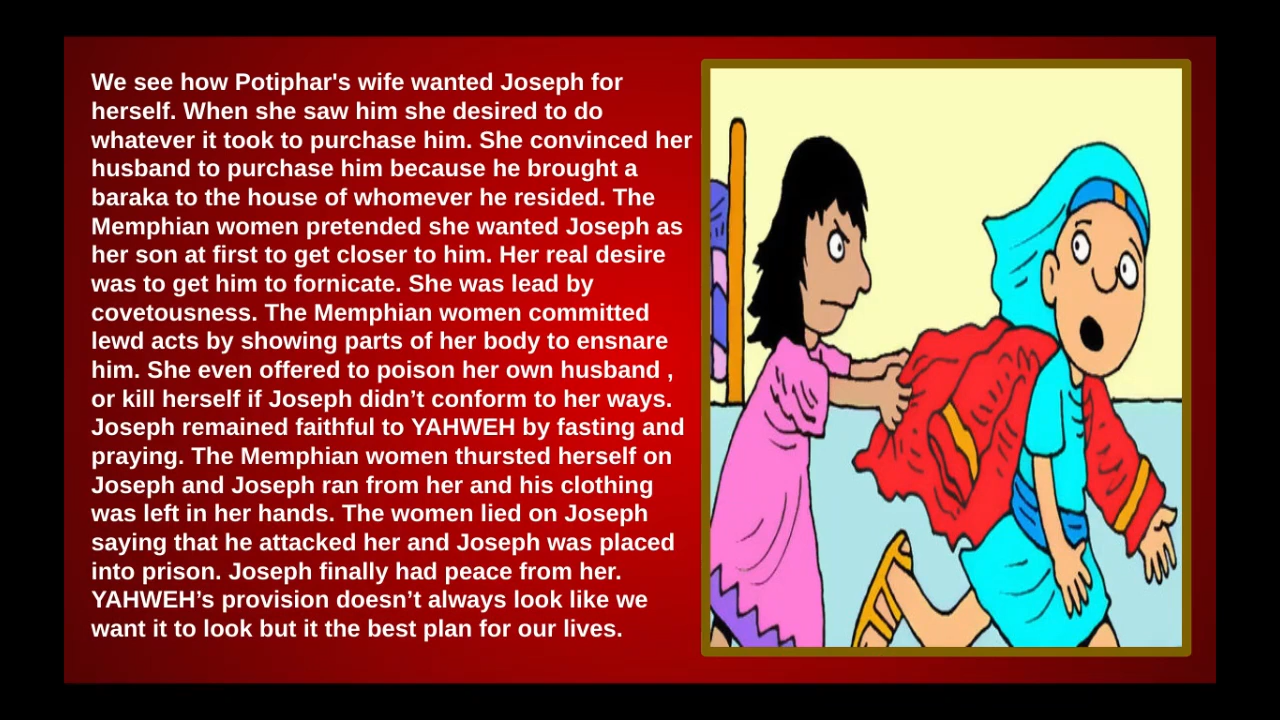 We see how Potiphar's wife wanted Joseph for
herself. When she saw him she desired to do
whatever it took to purchase him. She convinced her
husband to purchase him because he brought a
baraka to the house of whomever he resided. The
Memphian women pretended she wanted Joseph as
her son at first to get closer to him. Her real desire
was to get him to fornicate. She was lead by
covetousness. The Memphian women committed
lewd acts by showing parts of her body to ensnare
him. She even offered to poison her own husband ,
or kill herself if Joseph didn’t conform to her ways.
Joseph remained faithful to YAHWEH by fasting and
praying. The Memphian women thursted herself on
Joseph and Joseph ran from her and his clothing
was left in her hands. The women lied on Joseph
saying that he attacked her and Joseph was placed
into prison. Joseph finally had peace from her.
YAHWEH’s provision doesn’t always look like we
want it to look but it the best plan for our lives.